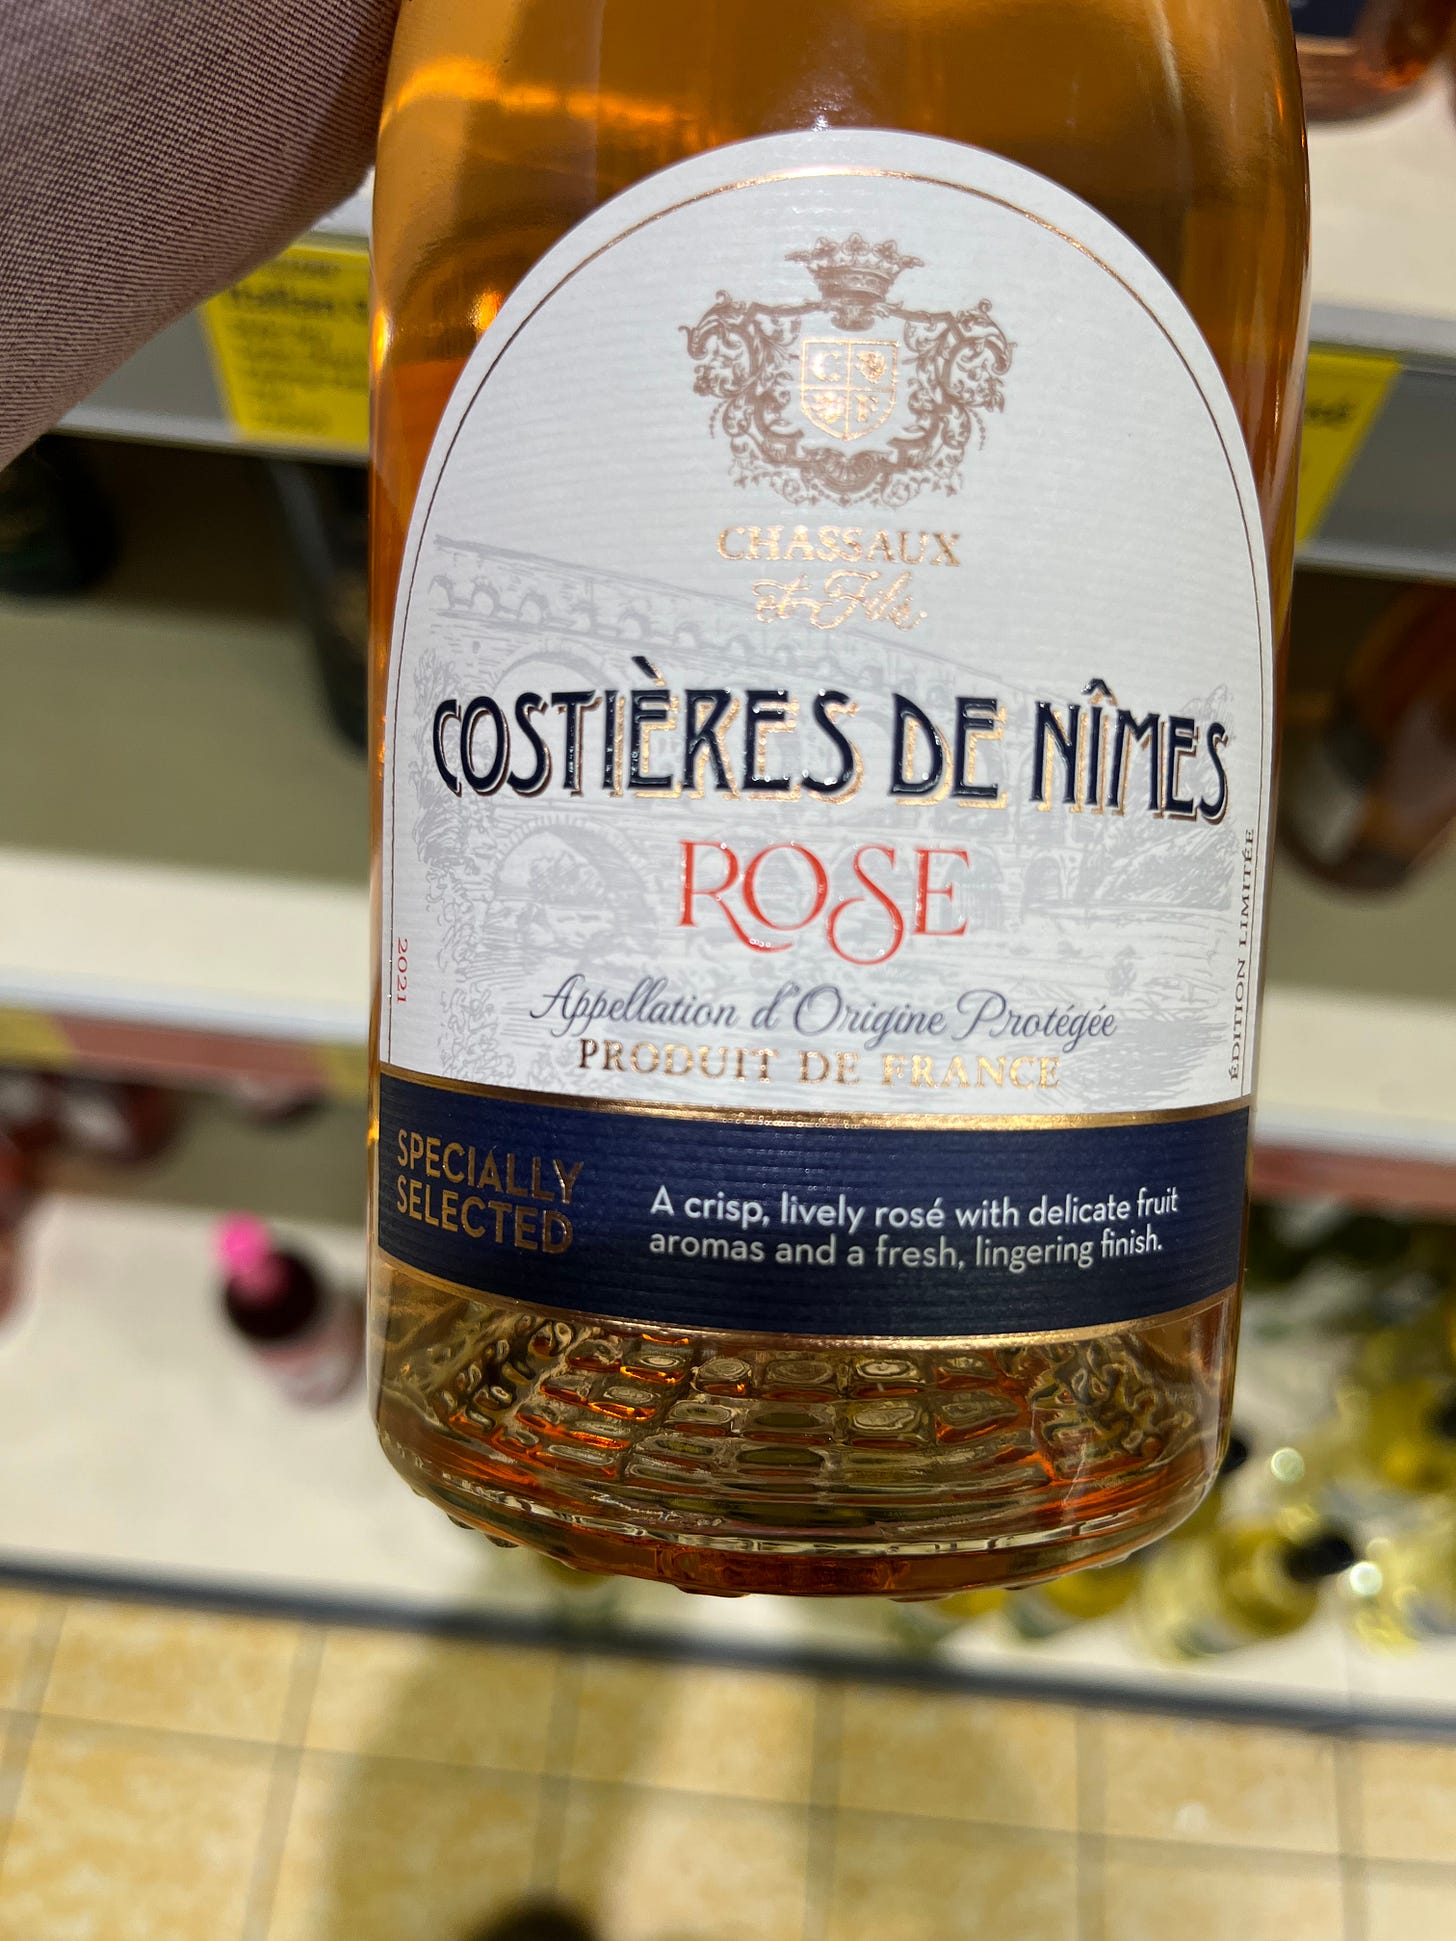 C
F
CHASSAUX
et Fils
COSTIÈRES DE NÎMES
ROSE
2021
ÉDITION LIMITÉE
Appellation d'Origine Protégée
PRODUIT DE FRANCE
SPECIALLY
SELECTED
A crisp, lively rosé with delicate fruit
aromas and a fresh, lingering finish.